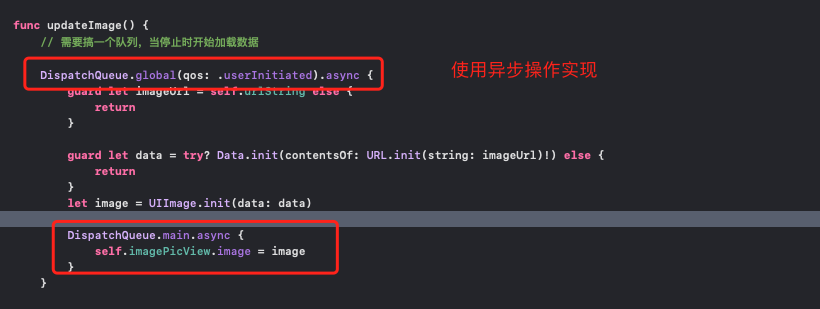 func updateImage() {
// 需要搞一个队列，当停止时开始加载数据
DispatchQueue.global(qos: .userInitiated).async {
使用异步操作实现
guard let imageUrl = self.urlString else {
return
}
guard let data = try? Data.init(contentsOf: URL.init(string: imageUrl)!) else {
return
}
let image = UIImage.init(data: data)
DispatchQueue.main.async {
self.imagePicView.image = image
}
}